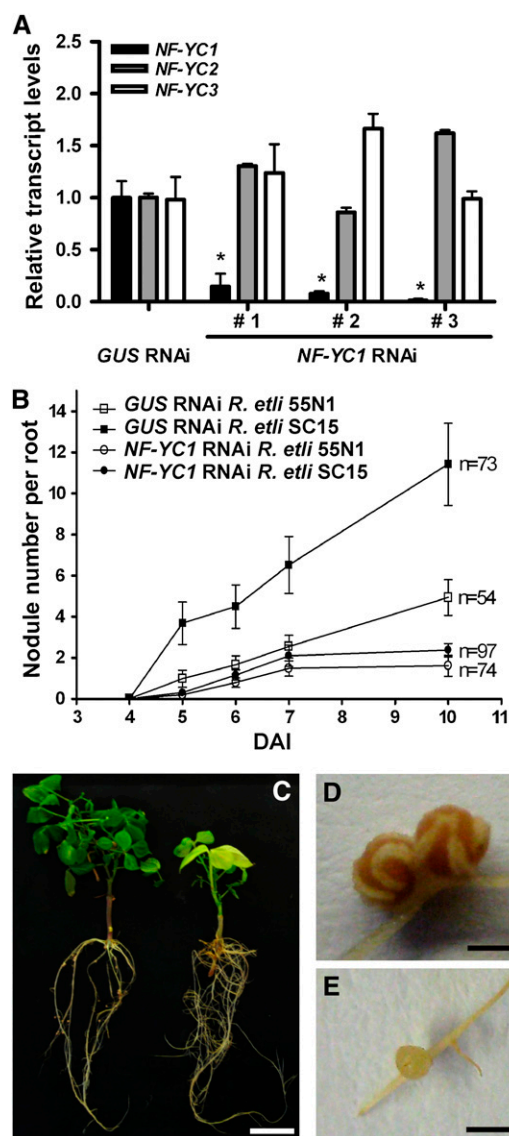 A
NF-YC1
NF-YC2
NF-YC3
Relative transcript levels
2.5
2.0
1.5
1.0
0.5
0.0
*
*
*
# 1
# 2
# 3
GUS RNAi
NF-YC1 RNAi
B
GUS RNAi R. etli 55N1
GUS RNAi R. etli SC15
NF-YC1 RNAi R. etli 55N1
NF-YC1 RNAi R. etli SC15
Nodule number per root
14
12
10
8
6
4
2
0
n=73
n=54
n=97
n=74
3
4
5
6
7
8
9
10
11
DAI
C
D
E